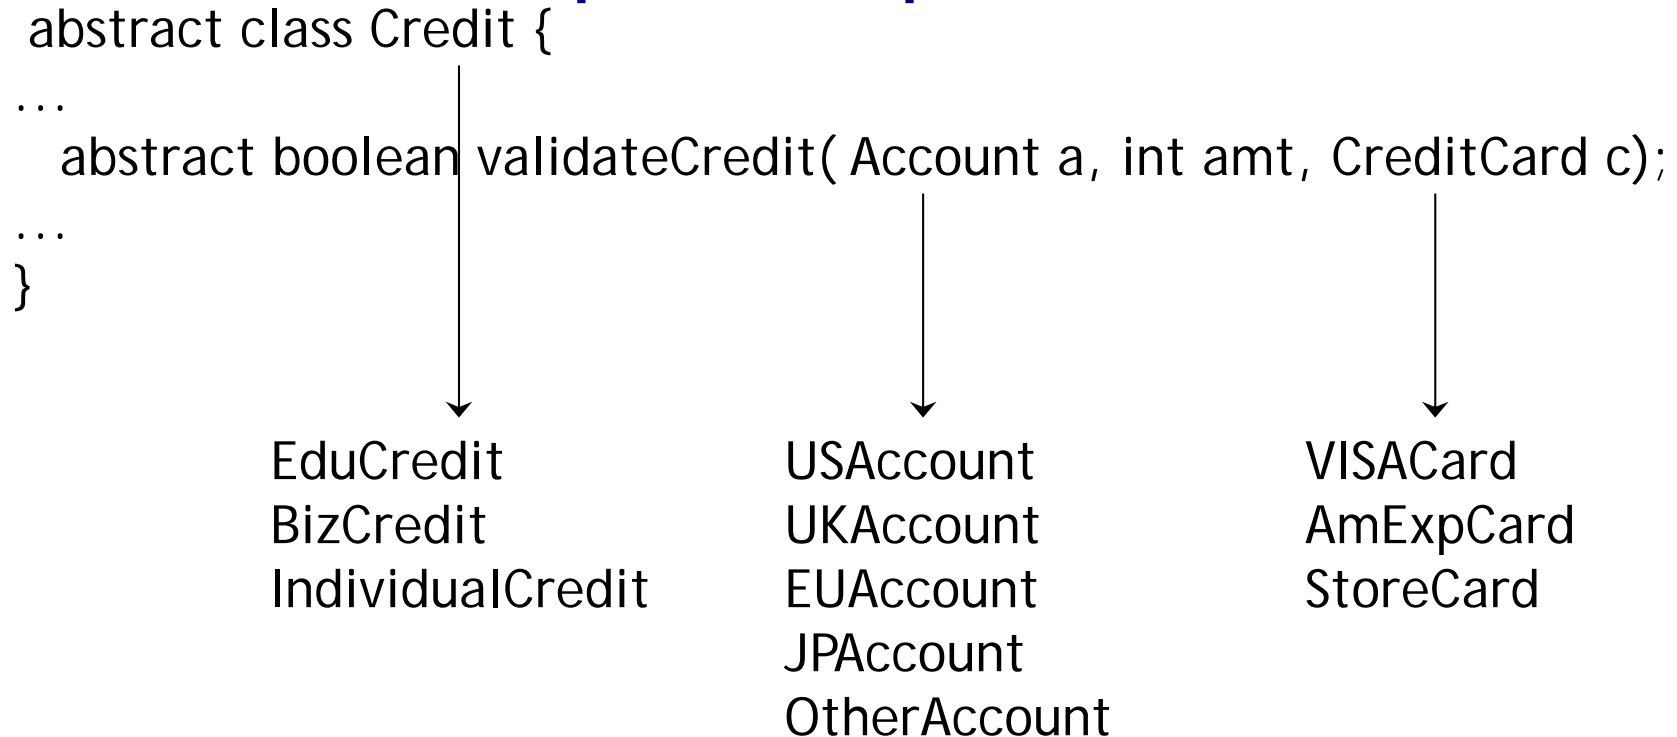 abstract class Credit {
...
abstract boolean validateCredit( Account a, int amt, CreditCard c);
...
}
EduCredit USAccount VISACard
BizCredit UKAccount AmExpCard
IndividualCredit EUAccount StoreCard
JPAccount
OtherAccount